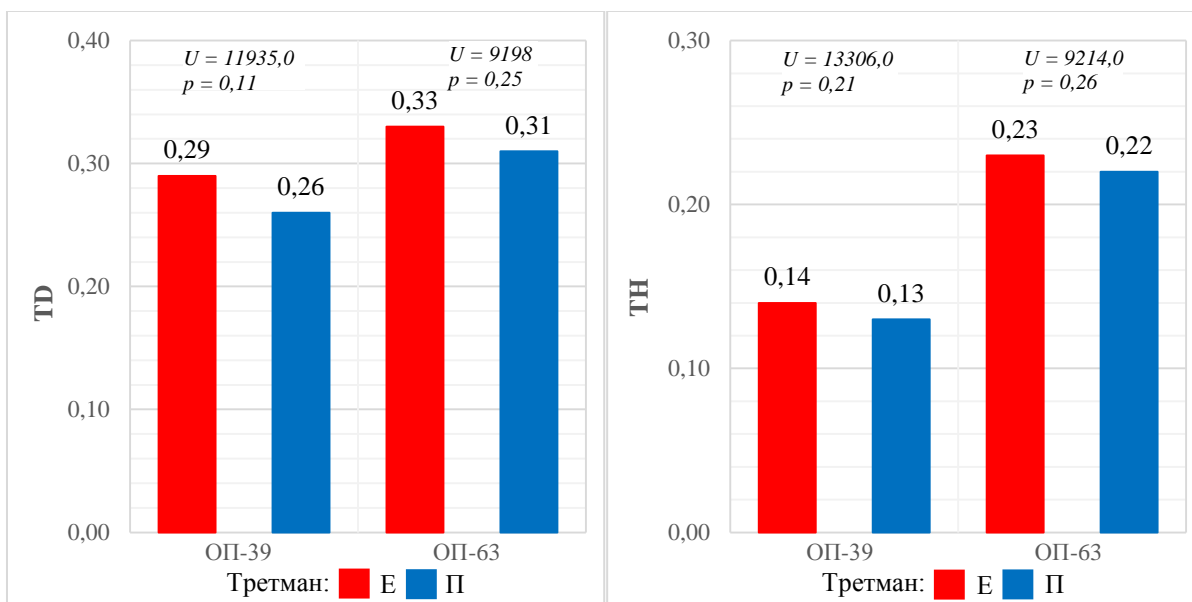 TD
0,40
0,30
0,20
0,10
0,00
U = 11935,0
p = 0,11
U = 9198
p = 0,25
0,29
0,26
0,33
0,31
ОП-39
ОП-63
Третман: Е П
TH
0,30
0,20
0,10
0,00
U = 13306,0
p = 0,21
U = 9214,0
p = 0,26
0,14
0,13
0,23
0,22
ОП-39
ОП-63
Третман: Е П